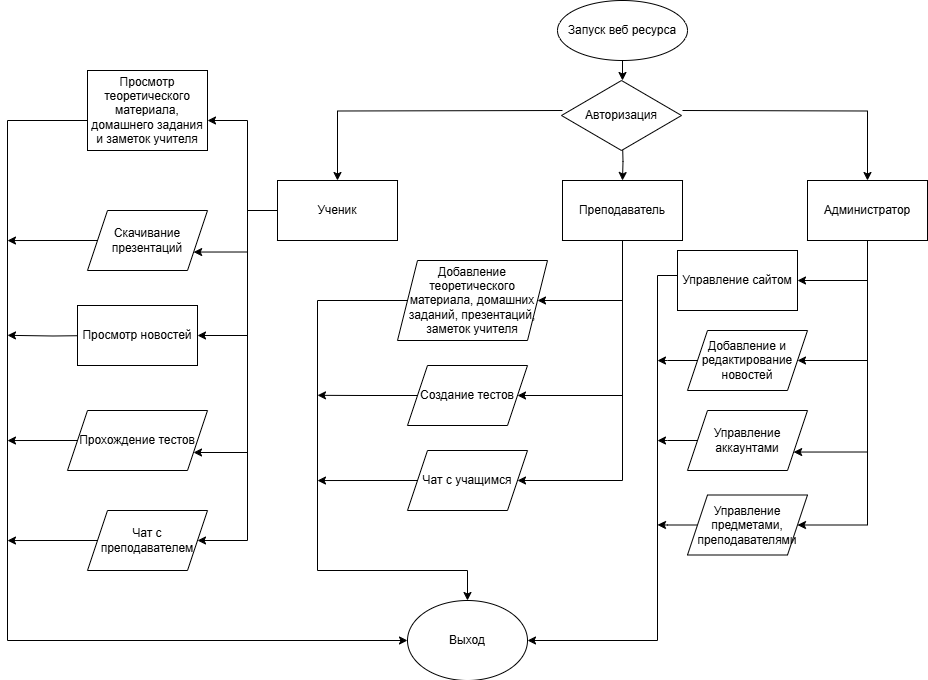 Запуск веб ресурса
Авторизация
Ученик
Преподаватель
Администратор
Просмотр
теоретического
материала,
домашнего задания
и заметок учителя
Скачивание
презентаций
Просмотр новостей
Прохождение тестов
Чат с
преподавателем
Добавление
теоретического
материала, домашних
заданий, презентаций,
заметок учителя
Создание тестов
Чат с учащимся
Управление сайтом
Добавление и
редактирование
новостей
Управление
аккаунтами
Управление
предметами,
преподавателями
Выход